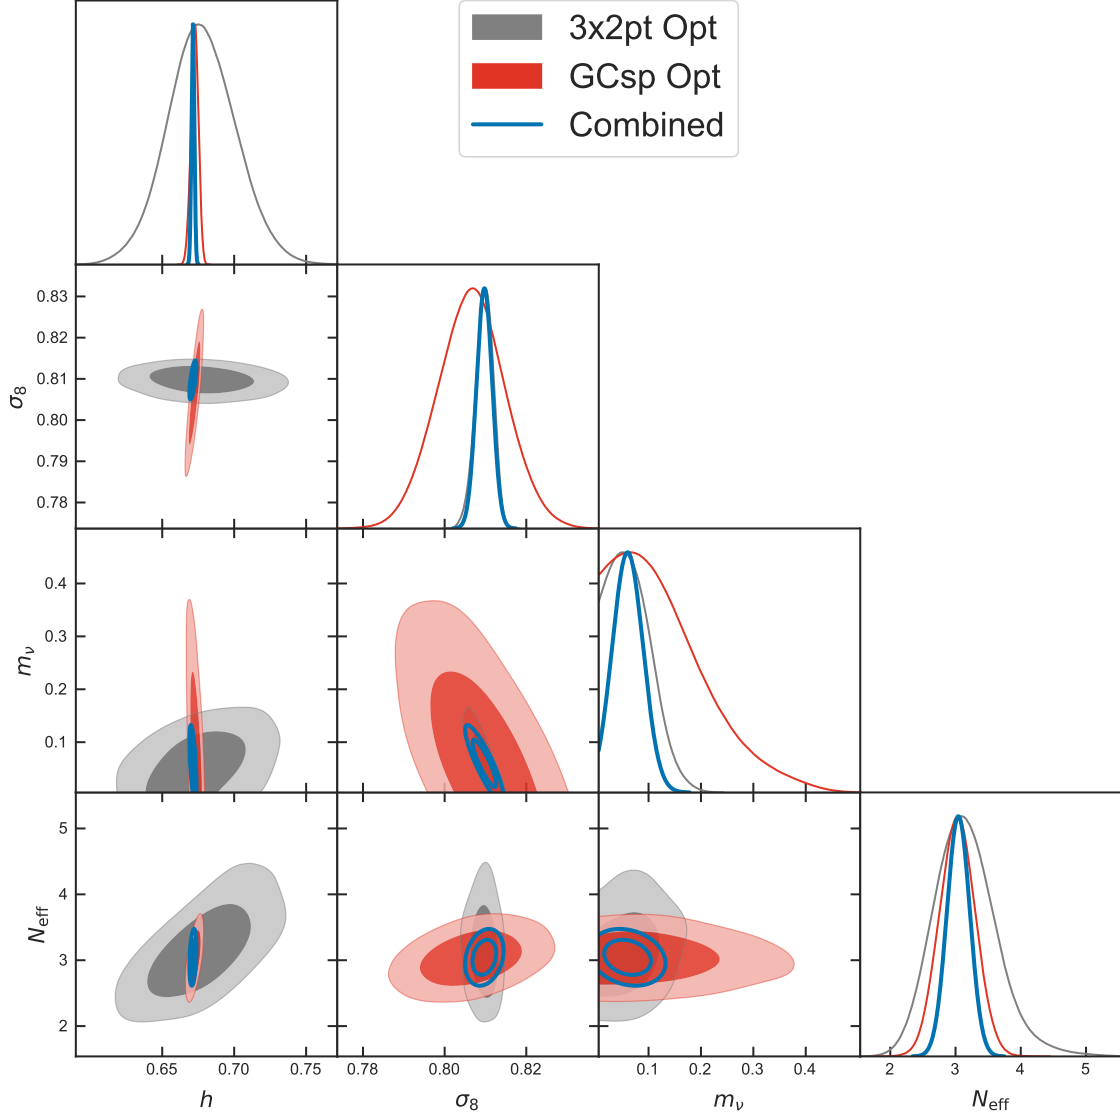 3x2pt Opt
GCsp Opt
Combined
0.83
0.82
0.81
0.80
0.79
0.78
σ8
0.4
0.3
0.2
0.1
mν
5
4
3
2
Neff
0.65 0.70 0.75
0.78 0.80 0.82
0.1 0.2 0.3 0.4
2 3 4 5
h
σ8
mν
Neff